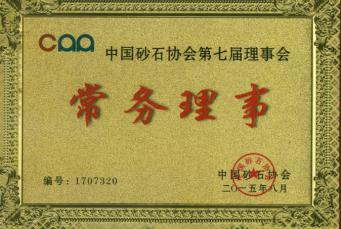 CAA
中国砂石协会第七届理事会
常务理事
编号:1707320
中国砂石协会
二〇一五年八月